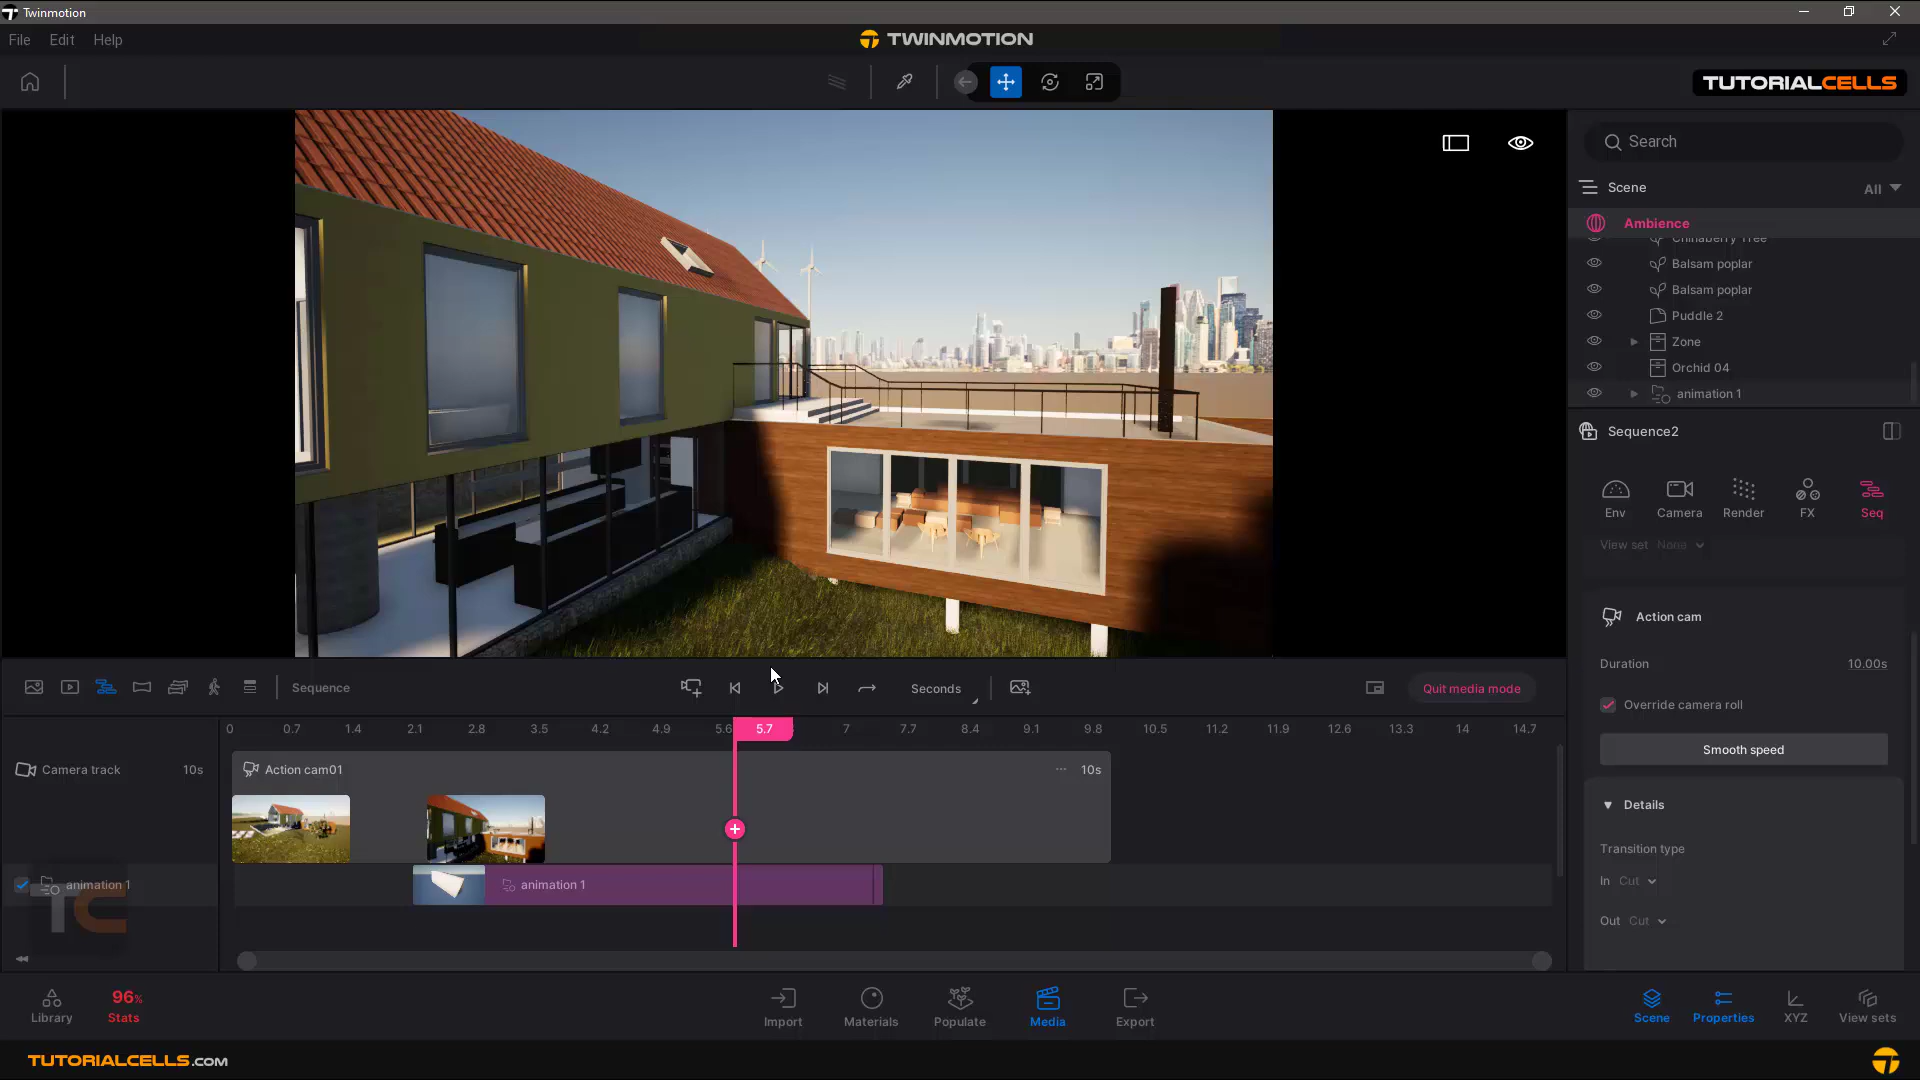 Twinmotion
File Edit Help
TWINMOTION
TUTORIALCELLS
Search
Scene
All
Ambience
Chinaberry Tree
Balsam poplar
Balsam poplar
Puddle 2
Zone
Orchid 04
animation 1
Sequence2
Env Camera Render FX Seq
View set None
Action cam
Duration 10.00s
Override camera roll
Smooth speed
Details
Transition type
In Cut
Out Cut
Sequence
Seconds
Quit media mode
0 0.7 1.4 2.1 2.8 3.5 4.2 4.9 5.6 5.7 7 7.7 8.4 9.1 9.8 10.5 11.2 11.9 12.6 13.3 14 14.7
Camera track 10s
Action cam01 ... 10s
animation 1
animation 1
TC
Library
96%
Stats
Import Materials Populate Media Export
Scene Properties XYZ View sets
TUTORIALCELLS.COM